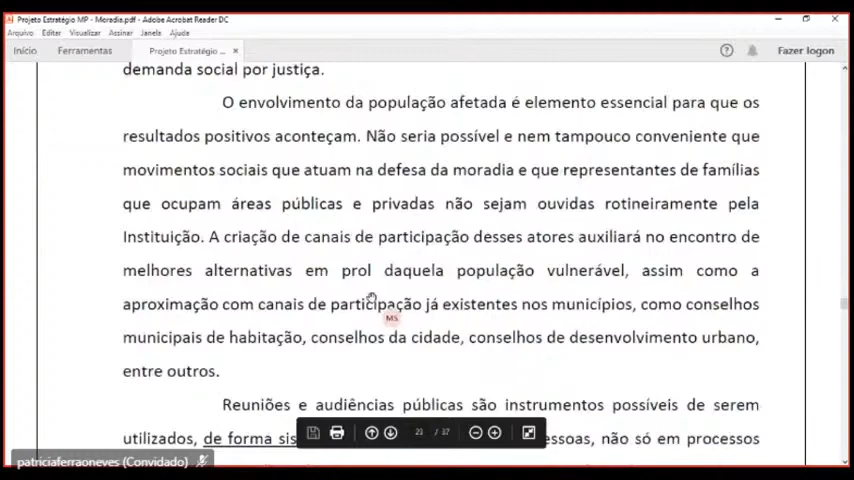 Projeto Estratégio MP - Moradia.pdf - Adobe Acrobat Reader DC
Arquivo Editar Visualizar Assinar Janela Ajuda
Início Ferramentas Projeto Estratégio ... × Fazer logon
demanda social por justiça.
O envolvimento da população afetada é elemento essencial para que os
resultados positivos aconteçam. Não seria possível e nem tampouco conveniente que
movimentos sociais que atuam na defesa da moradia e que representantes de famílias
que ocupam áreas públicas e privadas não sejam ouvidas rotineiramente pela
Instituição. A criação de canais de participação desses atores auxiliará no encontro de
melhores alternativas em prol daquela população vulnerável, assim como a
aproximação com canais de participação já existentes nos municípios, como conselhos
MS
municipais de habitação, conselhos da cidade, conselhos de desenvolvimento urbano,
entre outros.
Reuniões e audiências públicas são instrumentos possíveis de serem
utilizados, de forma sis essoas, não só em processos
23 / 37
patriciaferraoneves (Convidado)